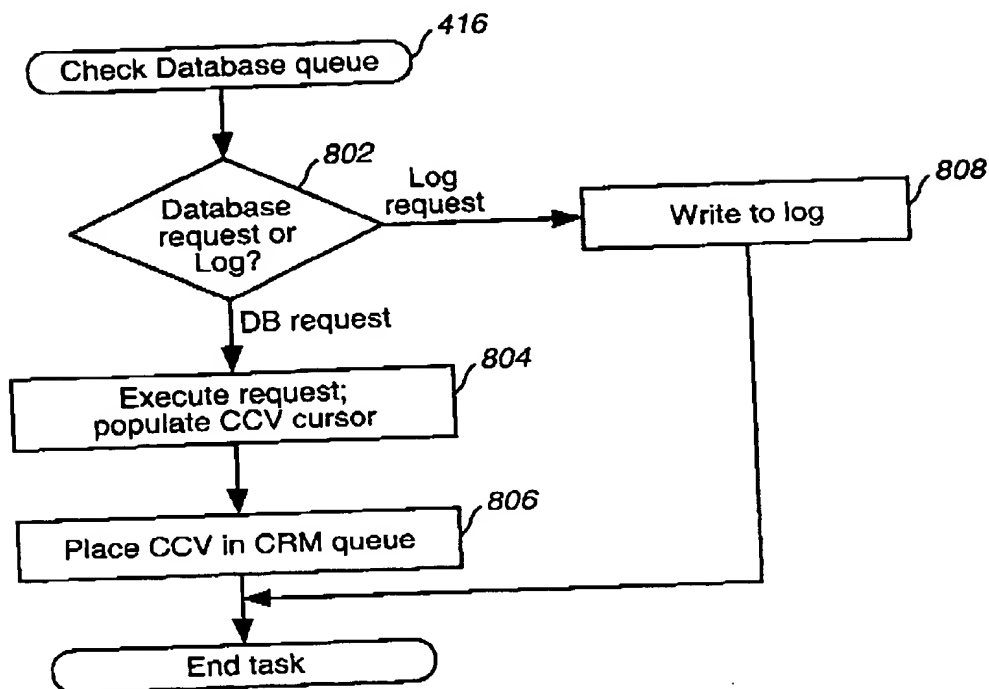 416
Check Database queue
802
Database
request or
Log?
Log
request
808
Write to log
DB request
804
Execute request;
populate CCV cursor
806
Place CCV in CRM queue
End task